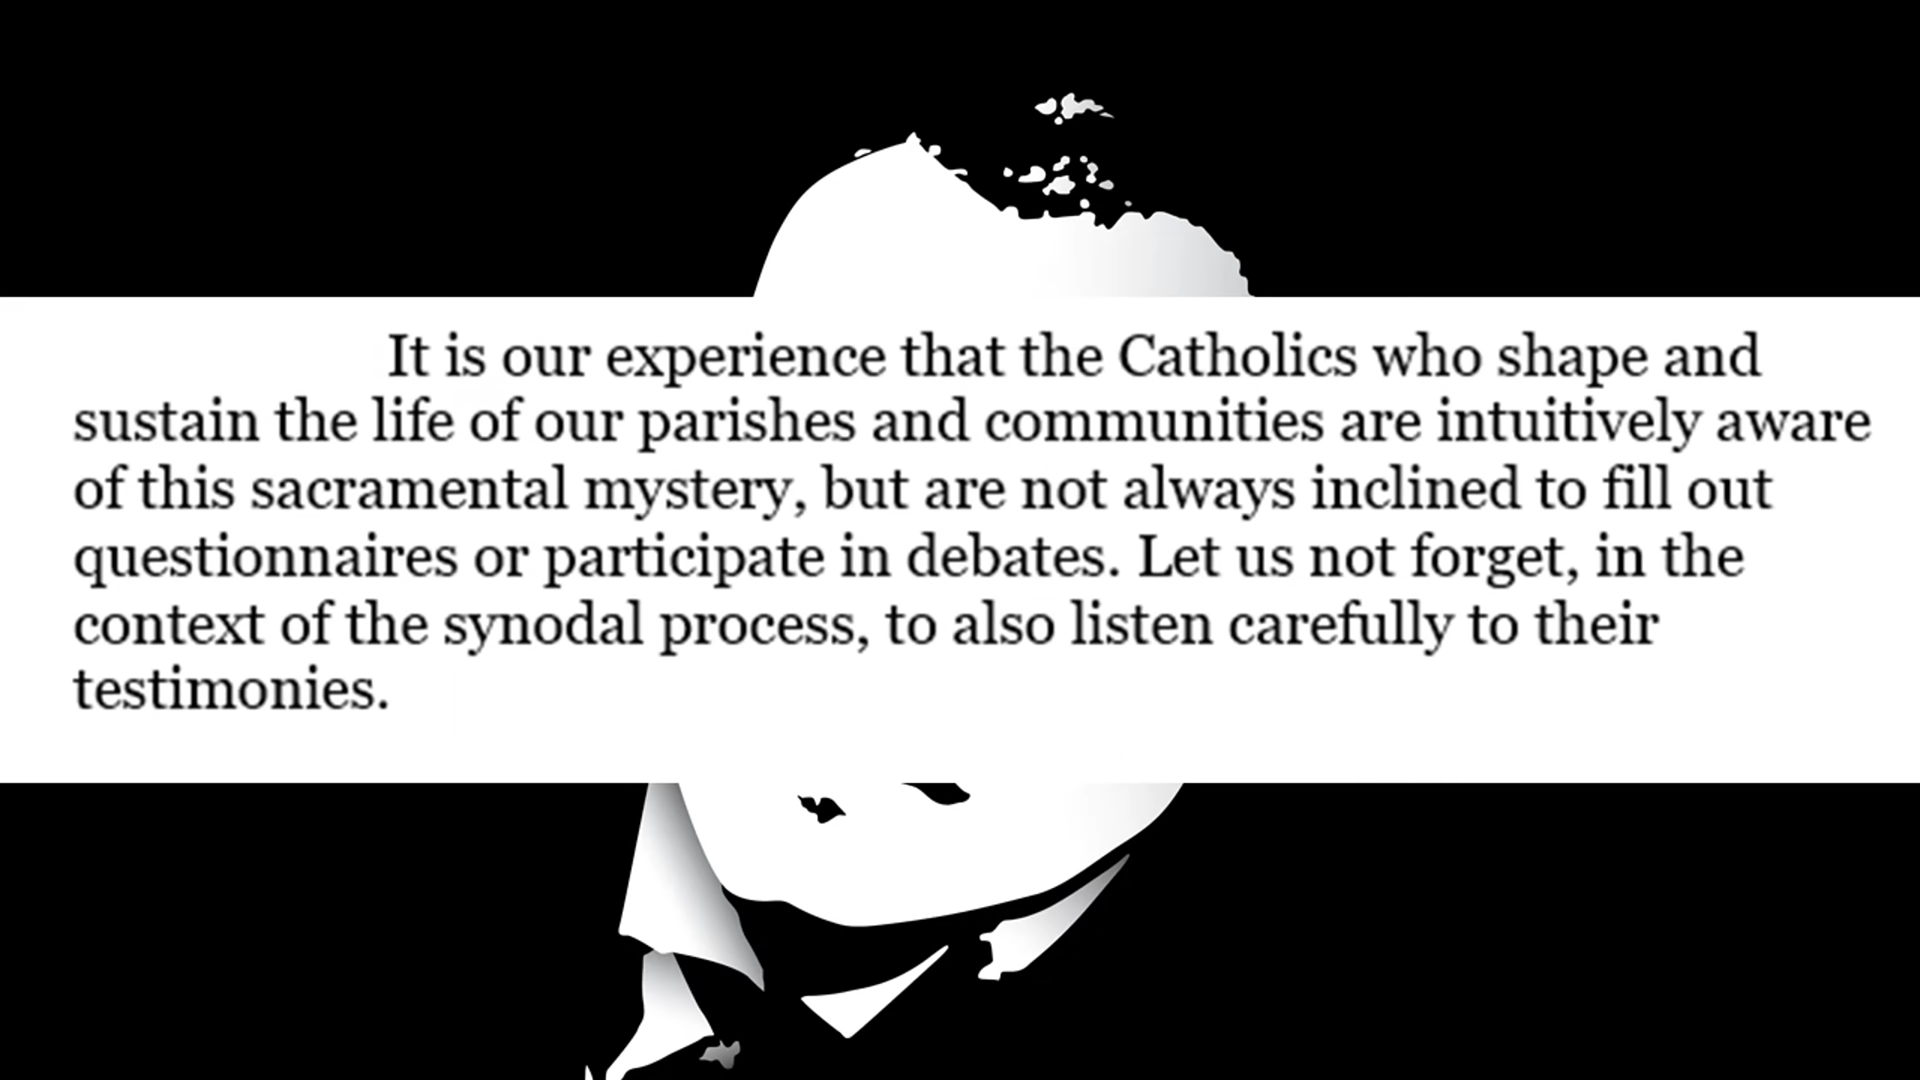 It is our experience that the Catholics who shape and
sustain the life of our parishes and communities are intuitively aware
of this sacramental mystery, but are not always inclined to fill out
questionnaires or participate in debates. Let us not forget, in the
context of the synodal process, to also listen carefully to their
testimonies.